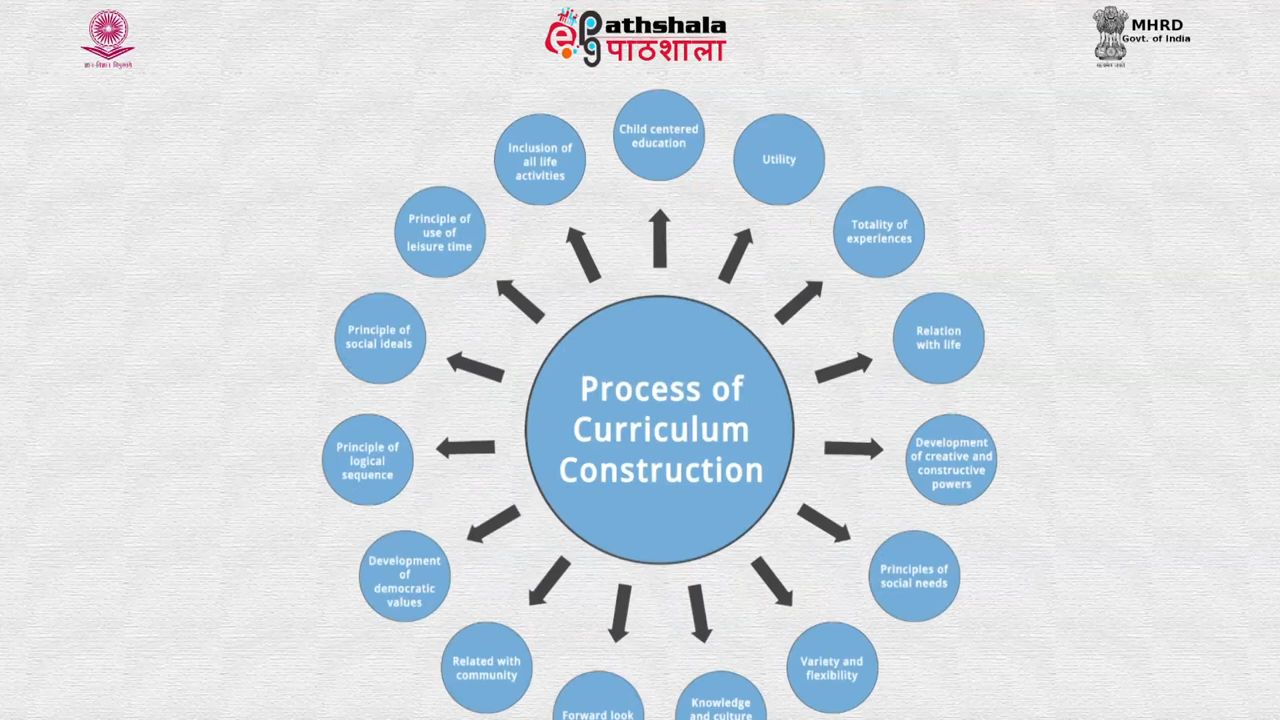 Pathshala
पाठशाला
MHRD
Govt. of India
Child centered
education
Utility
Totality of
experiences
Relation
with life
Development
of creative and
constructive
powers
Principles of
social needs
Variety and
flexibility
Knowledge
and culture
Forward look
Related with
community
Development
of
democratic
values
Principle of
logical
sequence
Principle of
social ideals
Principle of
use of
leisure time
Inclusion of
all life
activities
Process of
Curriculum
Construction